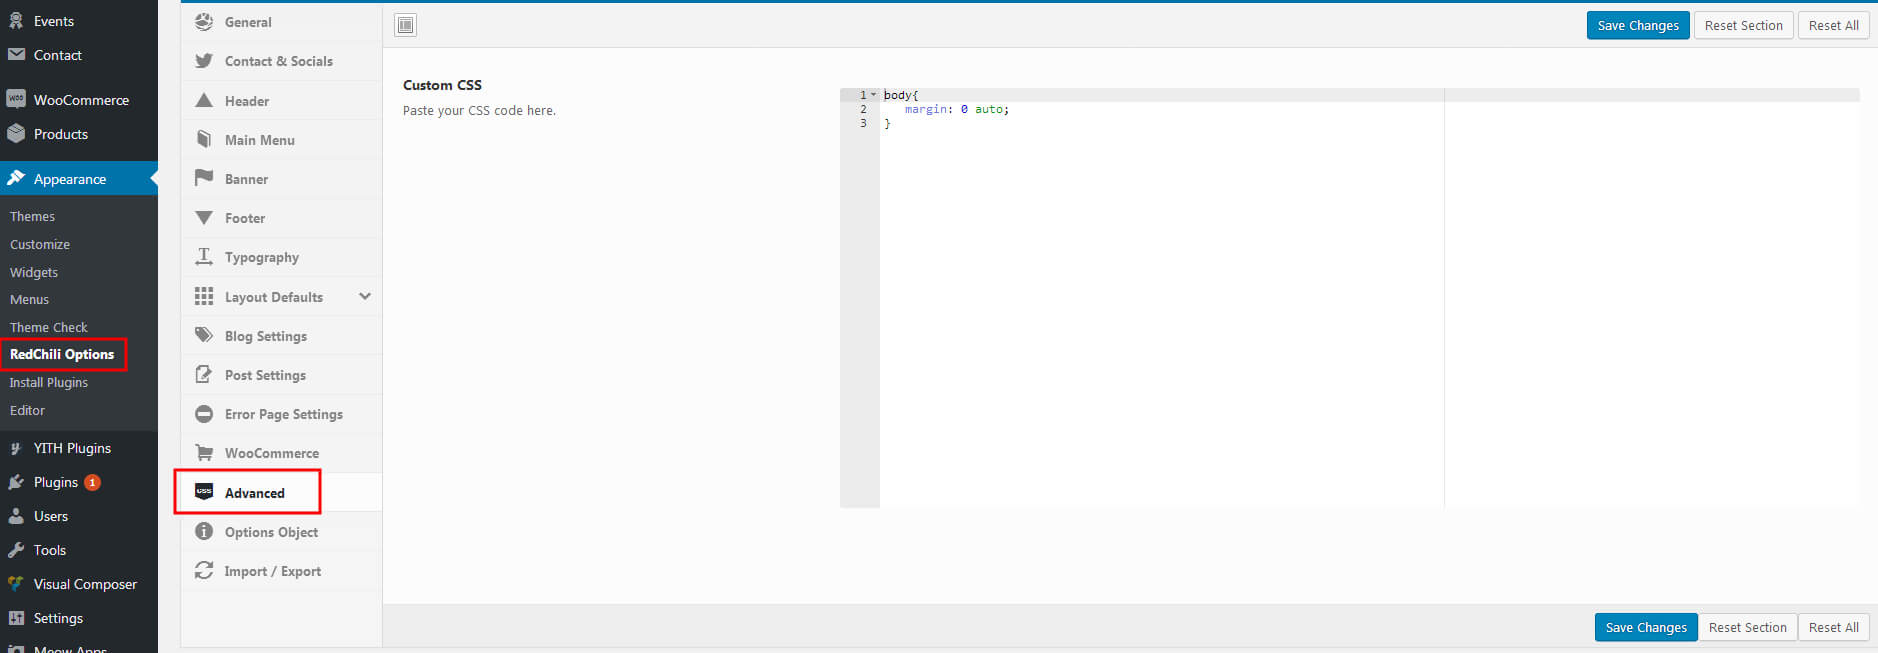 Events
Contact
WooCommerce
Products
Appearance
Themes
Customize
Widgets
Menus
Theme Check
RedChili Options
Install Plugins
Editor
YITH Plugins
Plugins 1
Users
Tools
Visual Composer
Settings
Meow Apps
General
Contact & Socials
Header
Main Menu
Banner
Footer
Typography
Layout Defaults
Blog Settings
Post Settings
Error Page Settings
WooCommerce
CSS Advanced
Options Object
Import / Export
Save Changes Reset Section Reset All
Custom CSS
Paste your CSS code here.
1 body{
2 margin: 0 auto;
3 }
Save Changes Reset Section Reset All